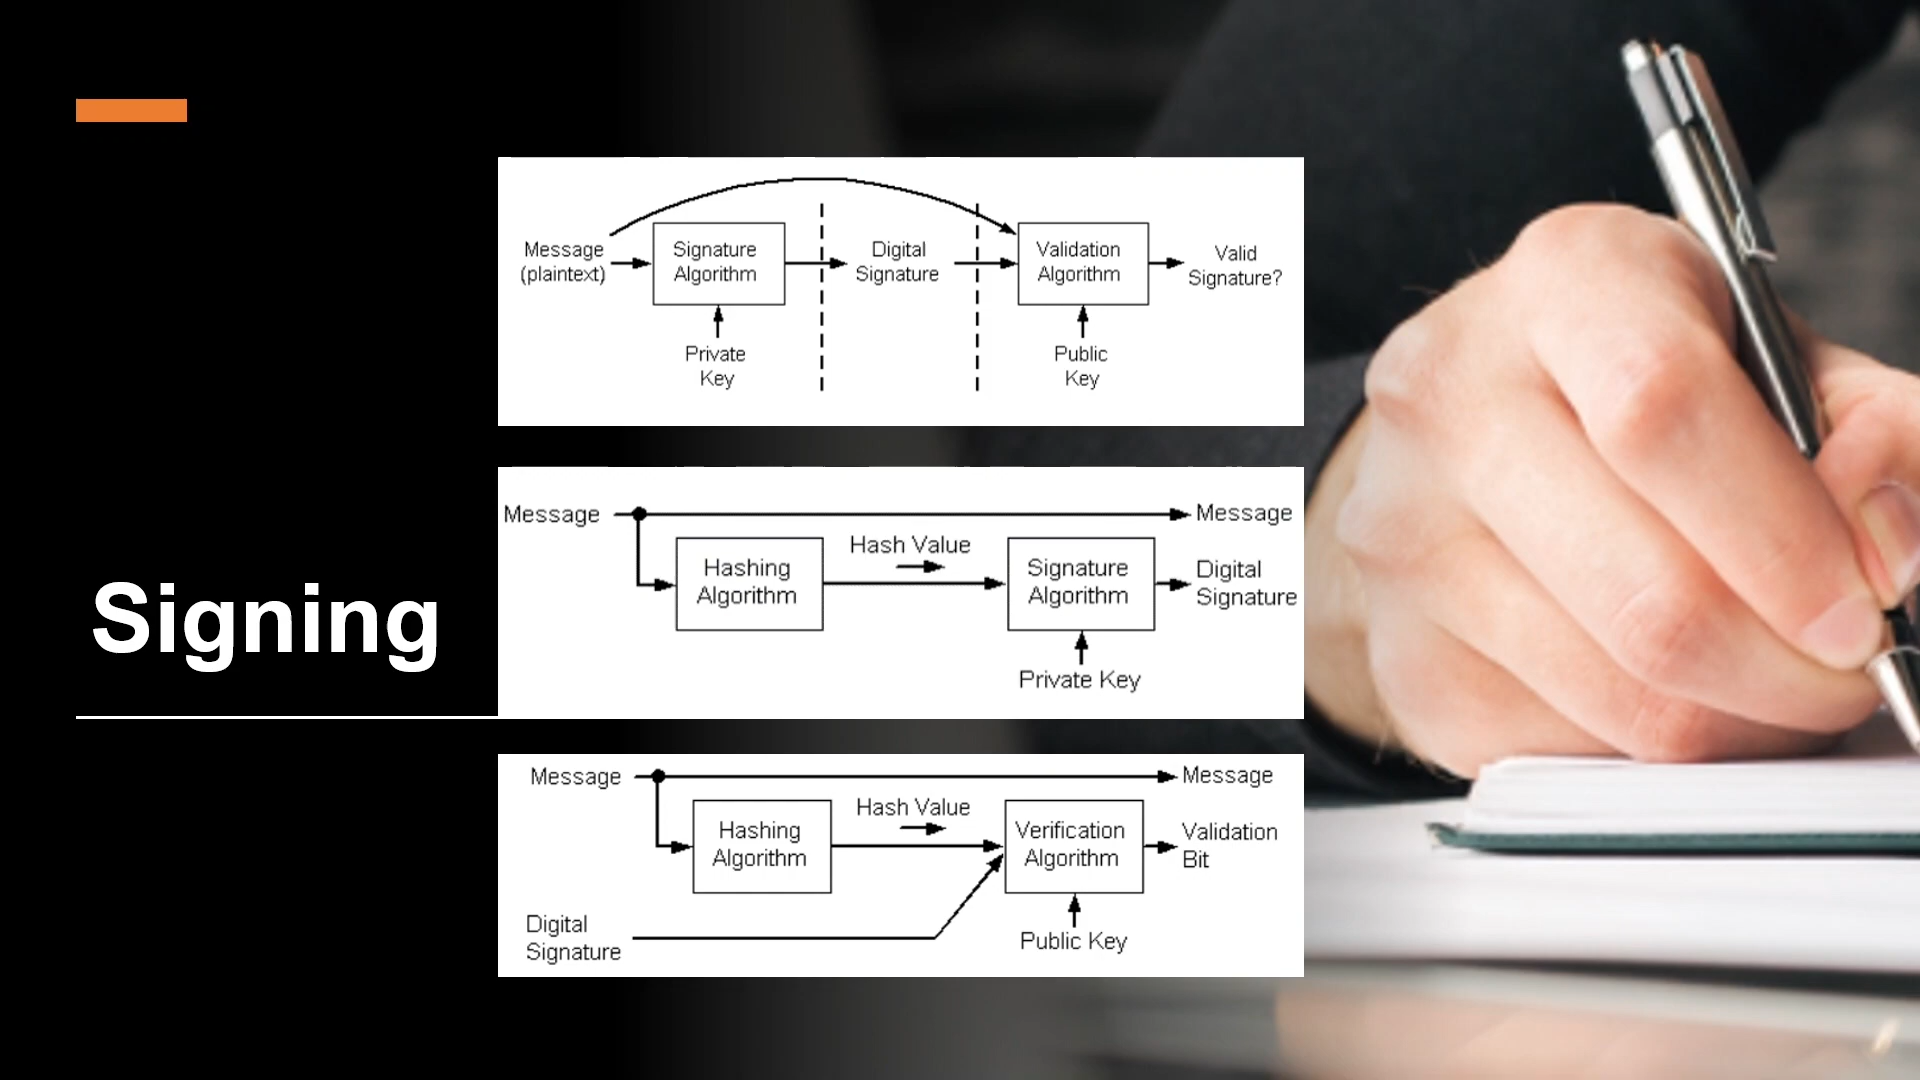 Signing
Message
(plaintext)
Signature
Algorithm
Private
Key
Digital
Signature
Validation
Algorithm
Public
Key
Valid
Signature?
Message
Message
Hashing
Algorithm
Hash Value
Signature
Algorithm
Private Key
Digital
Signature
Message
Message
Hashing
Algorithm
Hash Value
Verification
Algorithm
Validation
Bit
Digital
Signature
Public Key